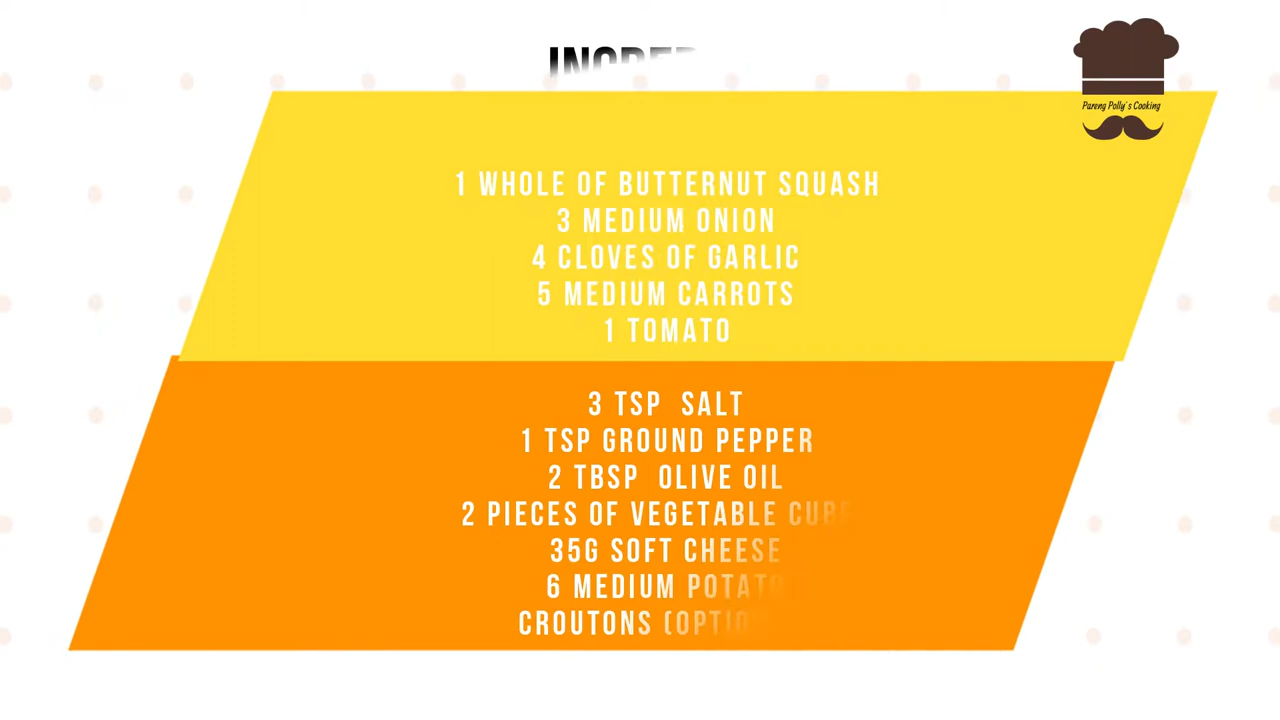 Pareng Polly's Cooking
1 WHOLE OF BUTTERNUT SQUASH
3 MEDIUM ONION
4 CLOVES OF GARLIC
5 MEDIUM CARROTS
1 TOMATO
3 TSP SALT
1 TSP GROUND PEPPER
2 TBSP OLIVE OIL
2 PIECES OF VEGETABLE
35G SOFT CHEESE
6 MEDIUM POTATO
CROUTONS